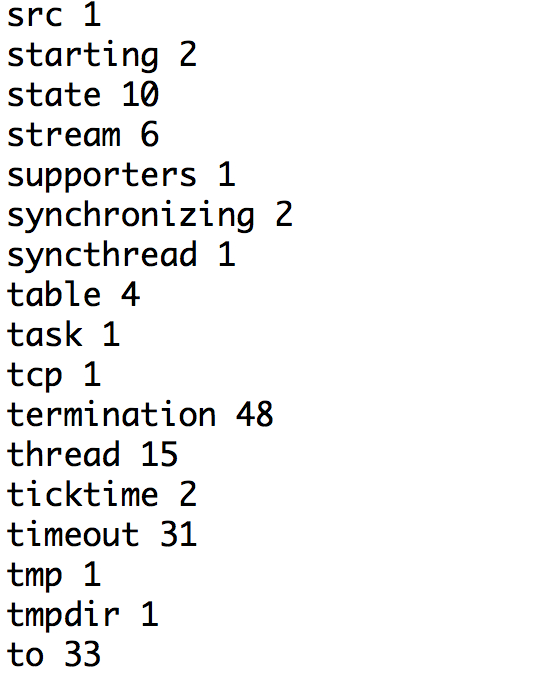 src 1
starting 2
state 10
stream 6
supporters 1
synchronizing 2
syncthread 1
table 4
task 1
tcp 1
termination 48
thread 15
ticktime 2
timeout 31
tmp 1
tmpdir 1
to 33